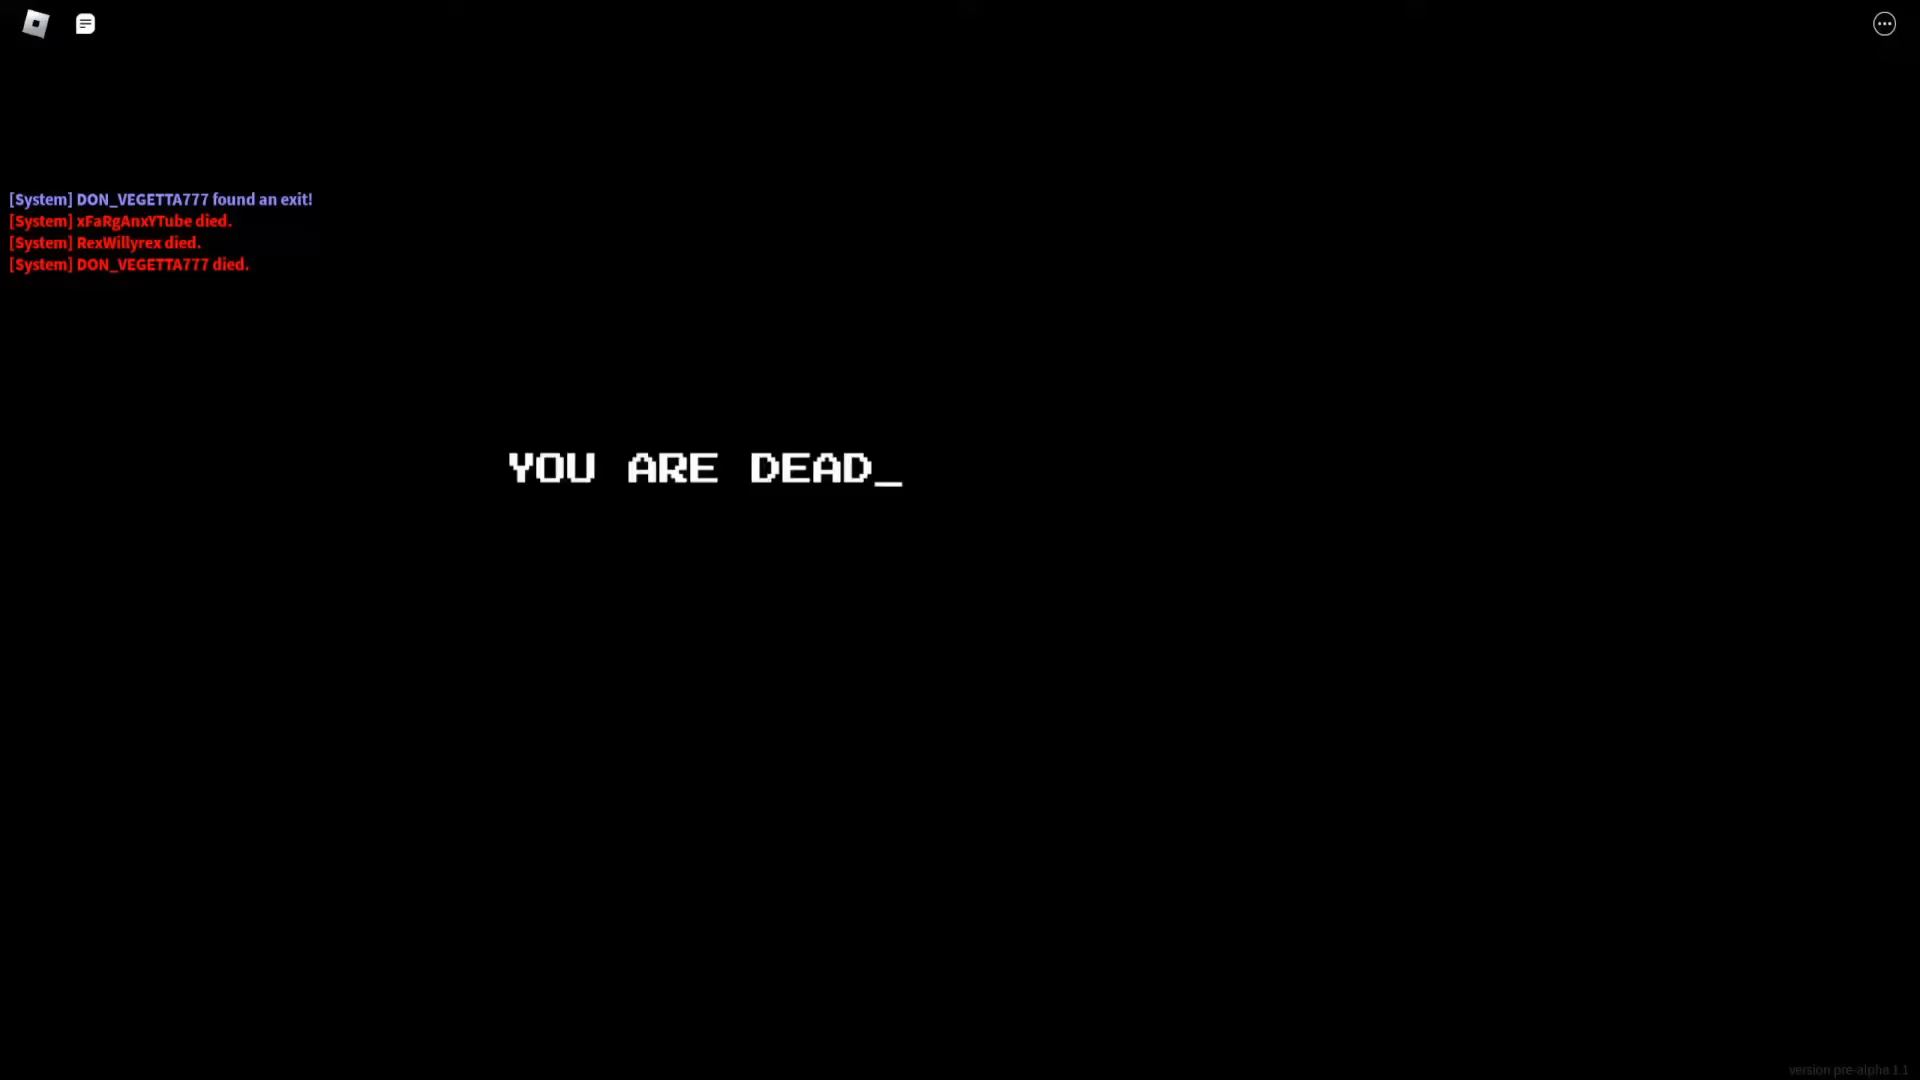 [System] DON_VEGETTA777 found an exit!
[System] xFaRgAnxYTube died.
[System] RexWillyrex died.
[System] DON_VEGETTA777 died.
YOU ARE DEAD_
version pre-alpha 1.1